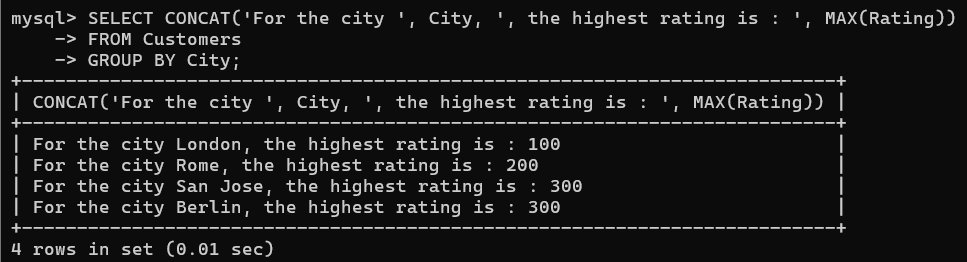 mysql> SELECT CONCAT('For the city ', City, ', the highest rating is : ', MAX(Rating))
    -> FROM Customers
    -> GROUP BY City;
+--------------------------------------------------------------------------+
| CONCAT('For the city ', City, ', the highest rating is : ', MAX(Rating)) |
+--------------------------------------------------------------------------+
| For the city London, the highest rating is : 100                         |
| For the city Rome, the highest rating is : 200                           |
| For the city San Jose, the highest rating is : 300                       |
| For the city Berlin, the highest rating is : 300                         |
+--------------------------------------------------------------------------+
4 rows in set (0.01 sec)